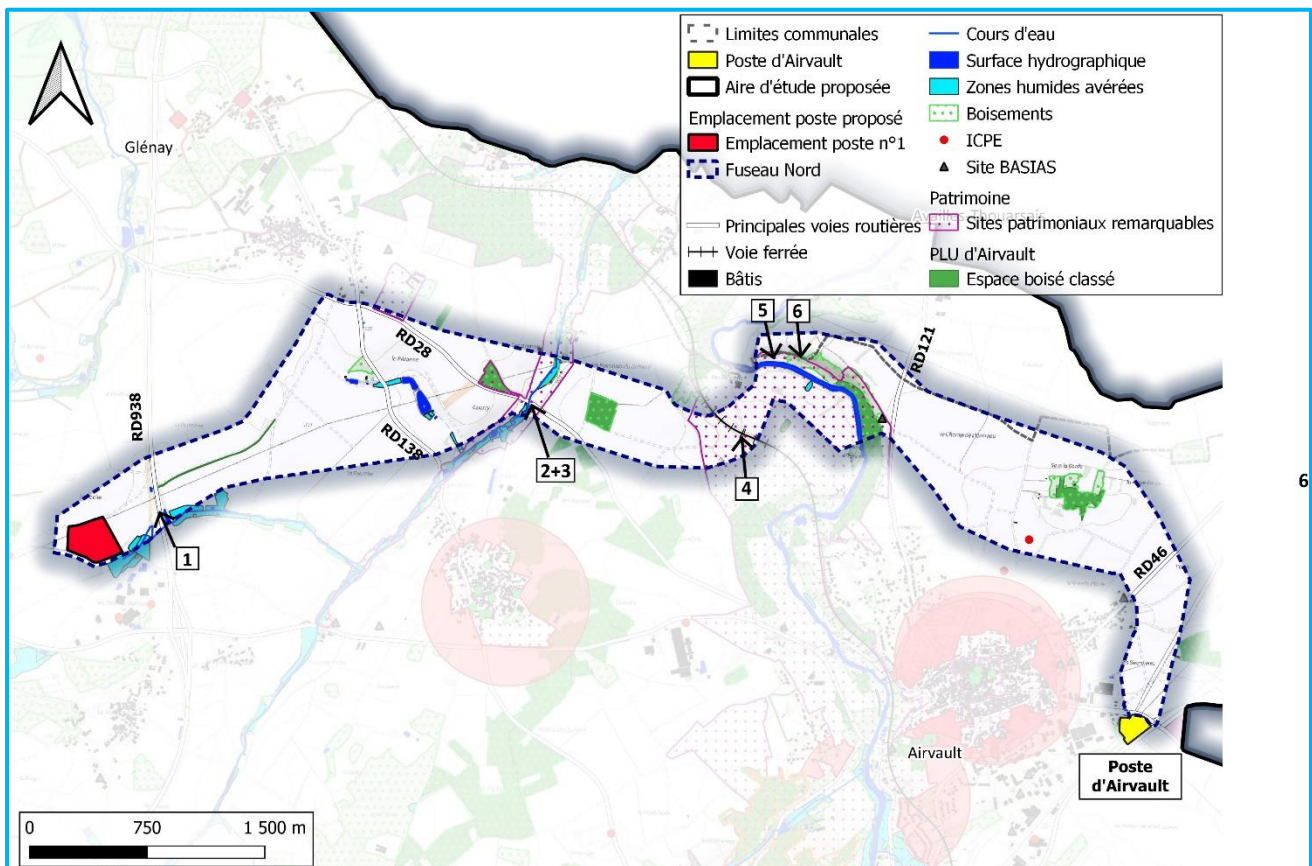 Limites communales
Poste d'Airvault
Aire d'étude proposée
Emplacement poste proposé
Emplacement poste n°1
Fuseau Nord
Principales voies routières
Voie ferrée
Bâtis
Cours d'eau
Surface hydrographique
Zones humides avérées
Boisements
ICPE
Site BASIAS
Patrimoine
Sites patrimoniaux remarquables
PLU d'Airvault
Espace boisé classé
Glénay
5
6
RD121
RD28
RD938
RD138
2+3
4
1
6
RD46
Airvault
Poste
d'Airvault
0
750
1 500 m